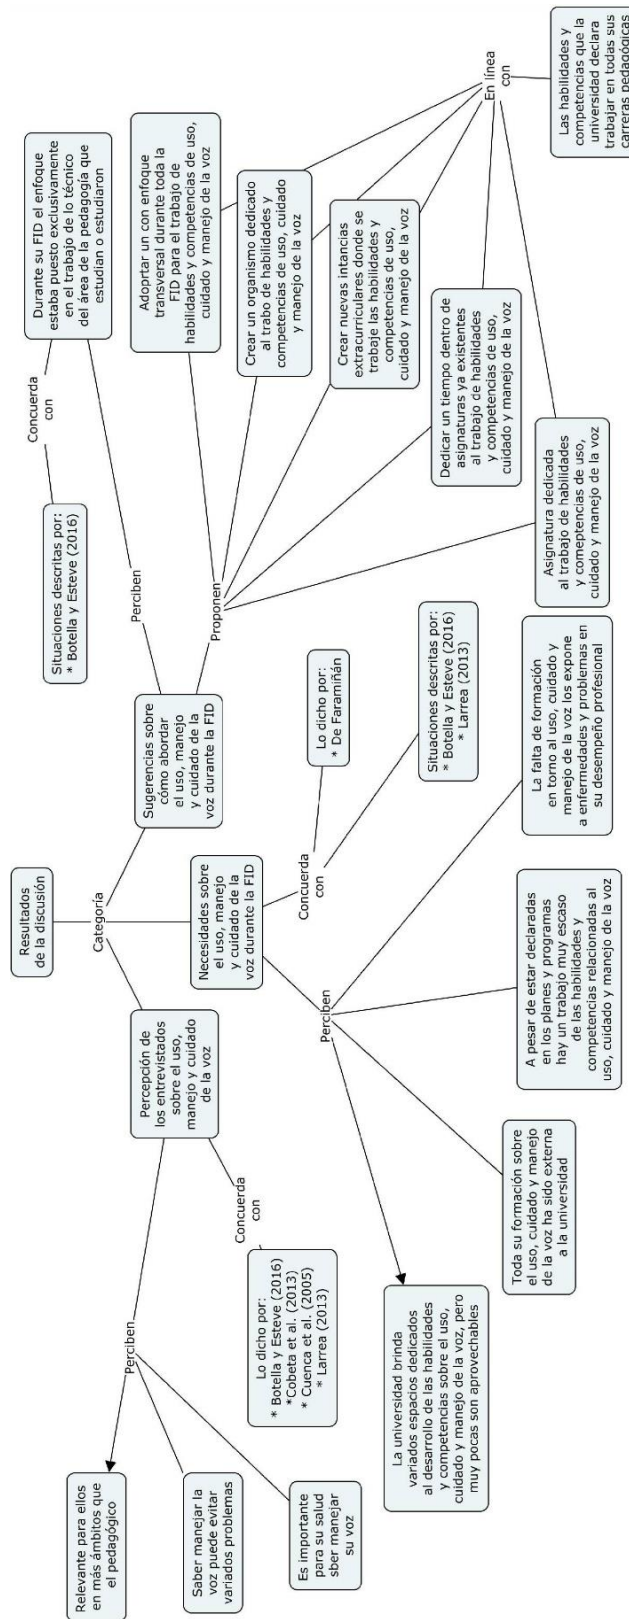 Resultados
de la discusión
Categoría
Percepción de
los entrevistados
sobre el uso,
manejo y cuidado
de la voz
Perciben
Relevante para ellos
en más ámbitos que
el pedagógico
Saber manejar la
voz puede evitar
variados problemas
Es importante
para su salud
sber manejar
su voz
Concuerda
con
Lo dicho por:
* Botella y Esteve (2016)
*Cobeta et al. (2013)
* Cuenca et al. (2005)
* Larrea (2013)
Necesidades sobre
el uso, manejo
y cuidado de la
voz durante la FID
Perciben
La universidad brinda
variados espacios dedicados
al desarrollo de las habilidades
y competencias sobre el uso,
cuidado y manejo de la voz, pero
muy pocas son aprovechables
Toda su formación sobre
el uso, cuidado y manejo
de la voz ha sido externa
a la universidad
A pesar de estar declaradas
en los planes y programas
hay un trabajo muy escaso
de las habilidades y
competencias relacionadas al
uso, cuidado y manejo de la voz
La falta de formación
en torno al uso, cuidado y
manejo de la voz los expone
a enfermedades y problemas en
su desempeño profesional
Concuerda
con
Lo dicho por:
* De Faramiñán
Situaciones descritas por:
* Botella y Esteve (2016)
* Larrea (2013)
Sugerencias sobre
cómo abordar
el uso, manejo
y cuidado de la
voz durante la FID
Perciben
Durante su FID el enfoque
estaba puesto exclusivamente
en el trabajo de lo técnico
del área de la pedagogía que
estudian o estudiaron
Concuerda
con
Situaciones descritas por:
* Botella y Esteve (2016)
Proponen
Adoprtar un con enfoque
transversal durante toda la
FID para el trabajo de
habilidades y competencias de uso,
cuidado y manejo de la voz
Crear un organismo dedicado
al trabo de habilidades y
competencias de uso, cuidado
y manejo de la voz
Crear nuevas intancias
extracurriculares donde se
trabaje las habilidades y
competencias de uso,
cuidado y manejo de la voz
Dedicar un tiempo dentro de
asignaturas ya existentes
al trabajo de habilidades
y competencias de uso,
cuidado y manejo de la voz
Asignatura dedicada
al trabajo de habilidades
y comeptencias de uso,
cuidado y manejo de la voz
En línea
con
Las habilidades y
competencias que la
universidad declara
trabajar en todas sus
carreras pedagógicas